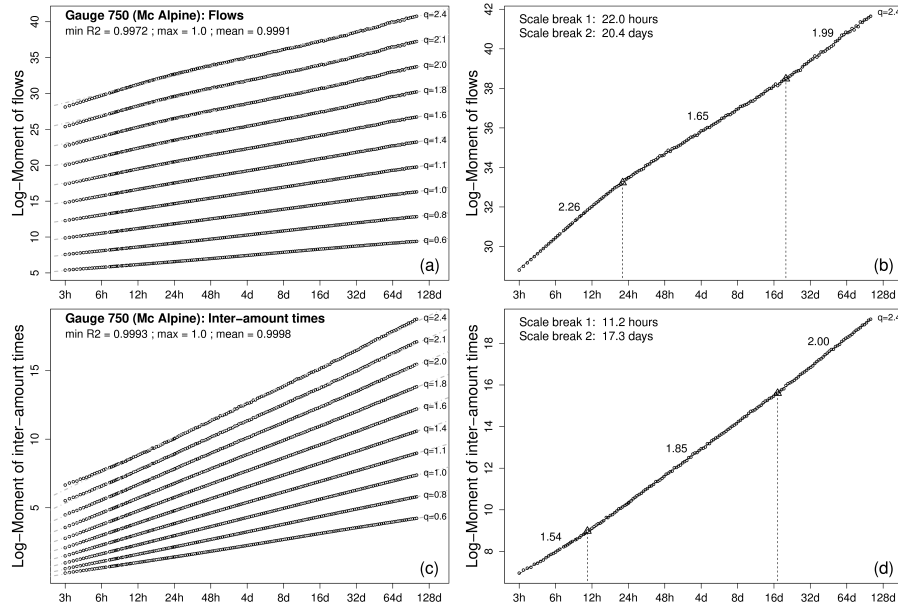 Gauge 750 (Mc Alpine): Flows
min R2 = 0.9972 ; max = 1.0 ; mean = 0.9991
Log−Moment of flows
40
35
30
25
20
15
10
5
q=2.4
q=2.1
q=2.0
q=1.8
q=1.6
q=1.4
q=1.1
q=1.0
q=0.8
q=0.6
(a)
3h 6h 12h 24h 48h 4d 8d 16d 32d 64d 128d
Scale break 1: 22.0 hours
Scale break 2: 20.4 days
Log−Moment of flows
42
40
38
36
34
32
30
q=2.4
1.99
1.65
2.26
(b)
3h 6h 12h 24h 48h 4d 8d 16d 32d 64d 128d
Gauge 750 (Mc Alpine): Inter−amount times
min R2 = 0.9993 ; max = 1.0 ; mean = 0.9998
Log−Moment of inter−amount times
15
10
5
q=2.4
q=2.1
q=2.0
q=1.8
q=1.6
q=1.4
q=1.1
q=1.0
q=0.8
q=0.6
(c)
3h 6h 12h 24h 48h 4d 8d 16d 32d 64d 128d
Scale break 1: 11.2 hours
Scale break 2: 17.3 days
Log−Moment of inter−amount times
18
16
14
12
10
8
q=2.4
2.00
1.85
1.54
(d)
3h 6h 12h 24h 48h 4d 8d 16d 32d 64d 128d